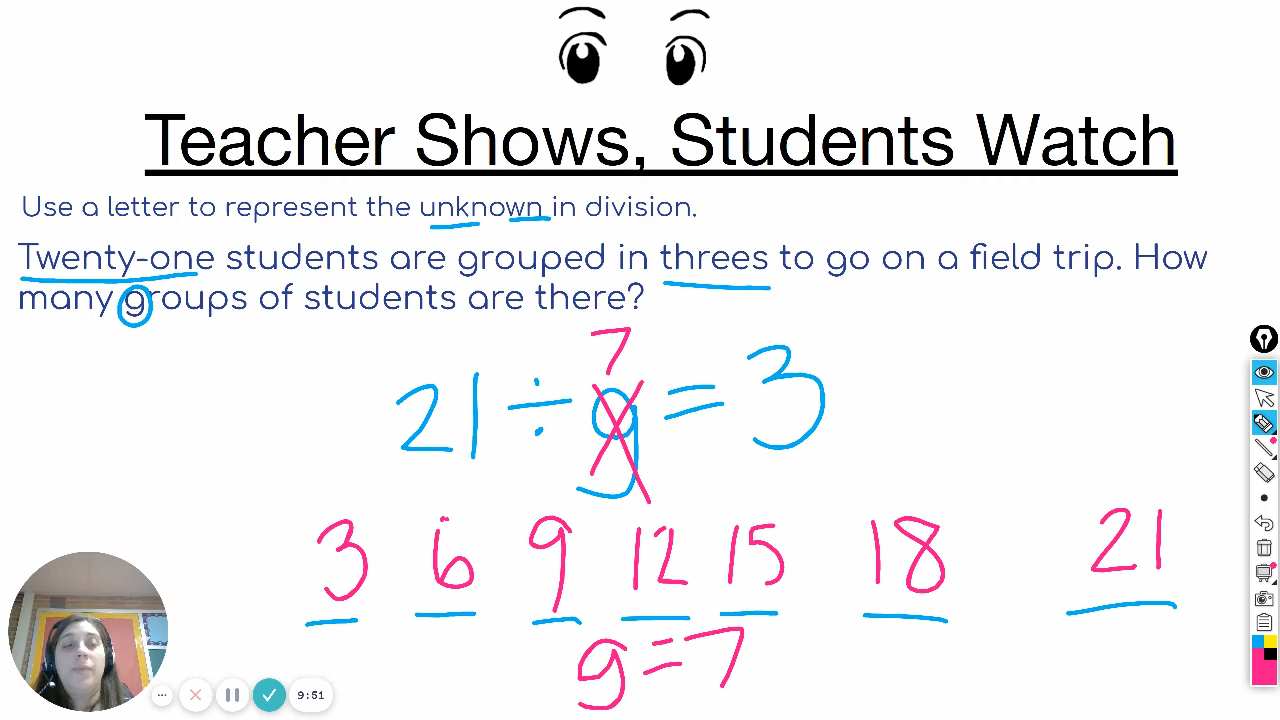 Teacher Shows, Students Watch
Use a letter to represent the unknown in division.
Twenty-one students are grouped in threes to go on a field trip. How
many groups of students are there?
7
21 ÷ g = 3
3 6 9 12 15 18 21
g = 7
9:51